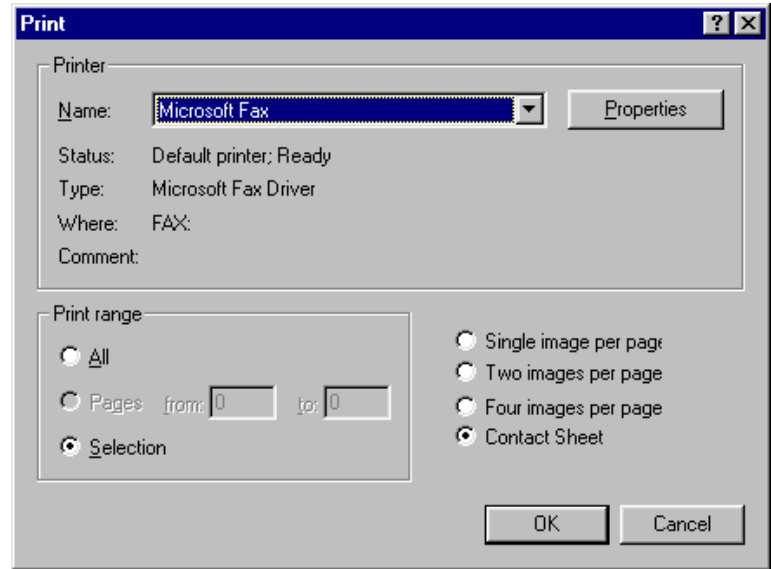 Print
Printer
Name: Microsoft Fax Properties
Status: Default printer; Ready
Type: Microsoft Fax Driver
Where: FAX:
Comment:
Print range
All
Pages from: 0 to: 0
Selection
Single image per page
Two images per page
Four images per page
Contact Sheet
OK Cancel